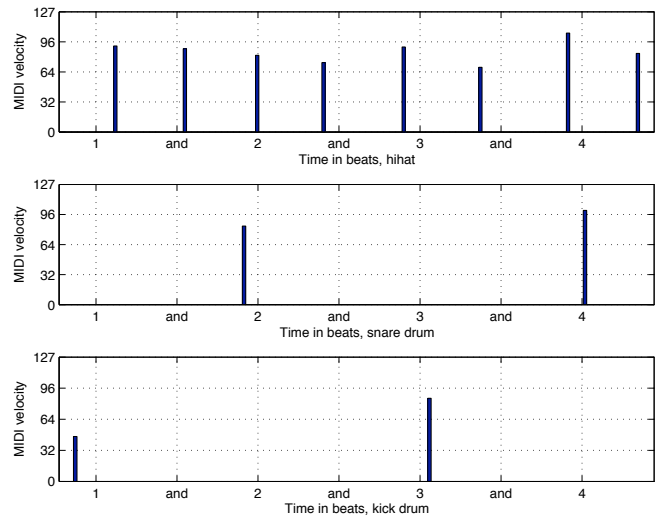 127
96
64
32
0
MIDI velocity
1 and 2 and 3 and 4
Time in beats, hihat
127
96
64
32
0
MIDI velocity
1 and 2 and 3 and 4
Time in beats, snare drum
127
96
64
32
0
MIDI velocity
1 and 2 and 3 and 4
Time in beats, kick drum